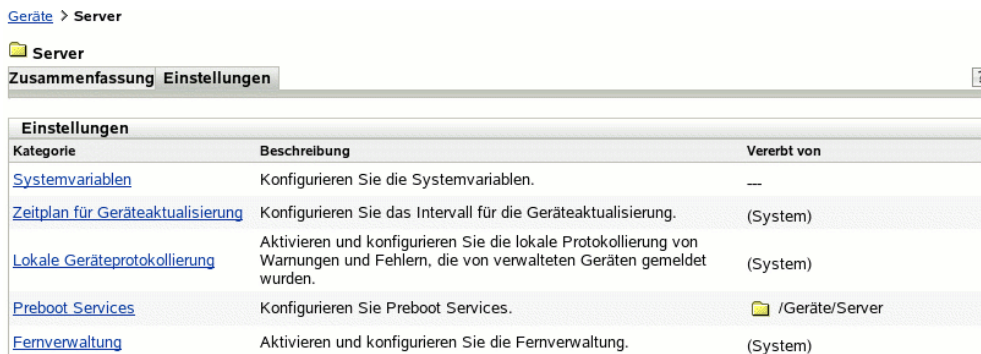 Geräte > Server
Server
Zusammenfassung Einstellungen
?
Einstellungen
Kategorie Beschreibung Vererbt von
Systemvariablen Konfigurieren Sie die Systemvariablen. ---
Zeitplan für Geräteaktualisierung Konfigurieren Sie das Intervall für die Geräteaktualisierung. (System)
Lokale Geräteprotokollierung Aktivieren und konfigurieren Sie die lokale Protokollierung von
Warnungen und Fehlern, die von verwalteten Geräten gemeldet
wurden. (System)
Preboot Services Konfigurieren Sie Preboot Services. /Geräte/Server
Fernverwaltung Aktivieren und konfigurieren Sie die Fernverwaltung. (System)